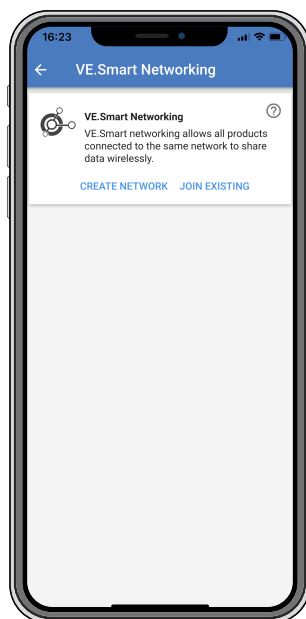 16:23
VE.Smart Networking
VE.Smart Networking
VE.Smart networking allows all products
connected to the same network to share
data wirelessly.
CREATE NETWORK JOIN EXISTING